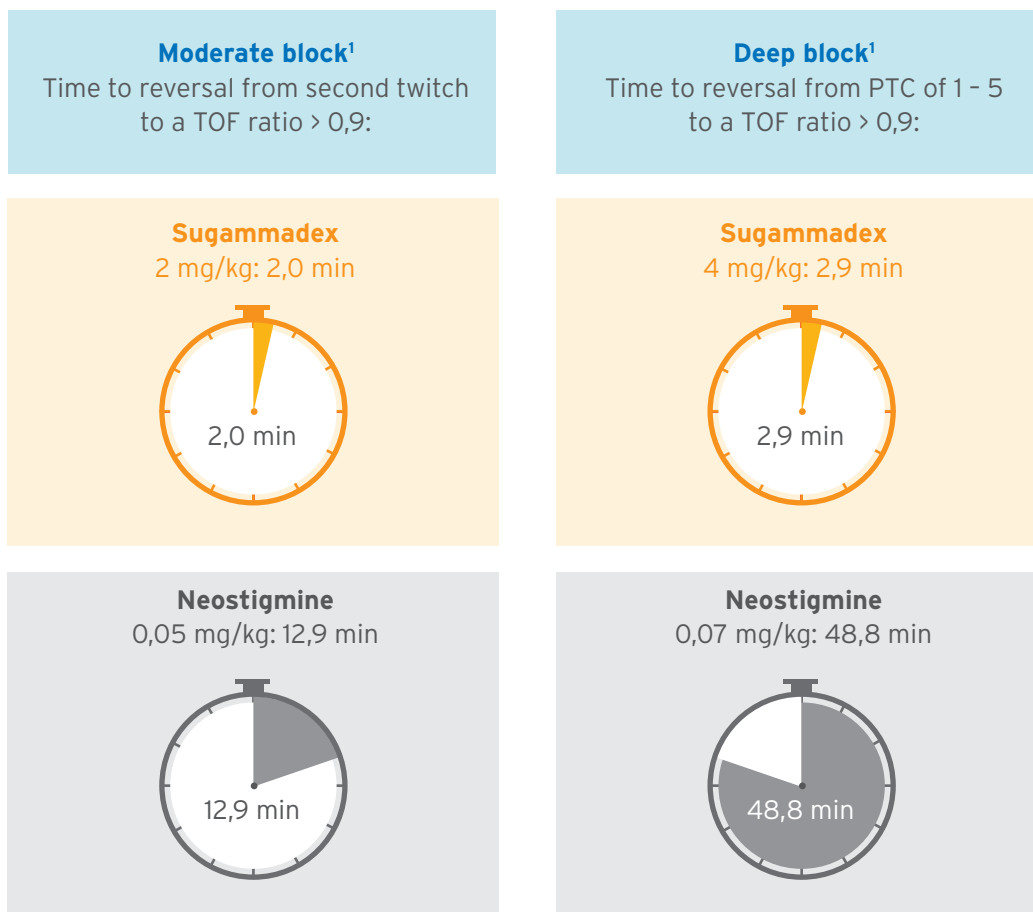 Moderate block¹
Time to reversal from second twitch
to a TOF ratio > 0,9:
Deep block¹
Time to reversal from PTC of 1 – 5
to a TOF ratio > 0,9:
Sugammadex
2 mg/kg: 2,0 min
2,0 min
Sugammadex
4 mg/kg: 2,9 min
2,9 min
Neostigmine
0,05 mg/kg: 12,9 min
12,9 min
Neostigmine
0,07 mg/kg: 48,8 min
48,8 min